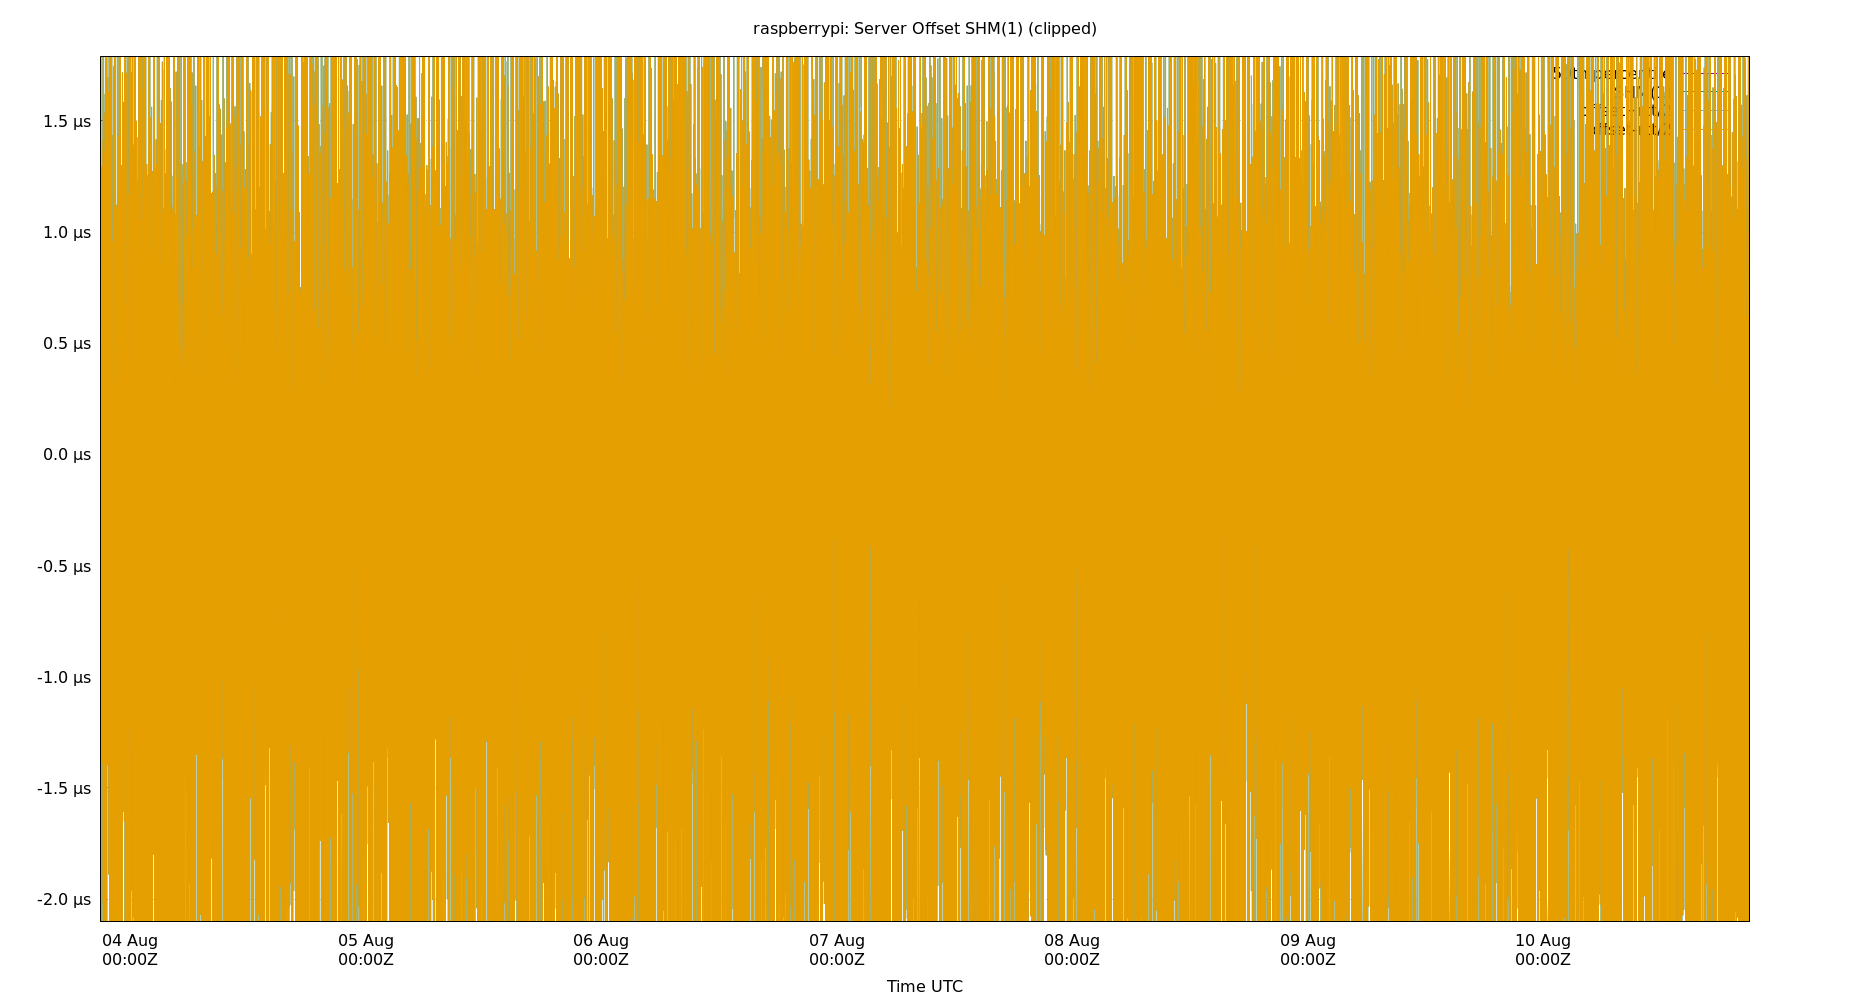 raspberrypi: Server Offset SHM(1) (clipped)
1.5 µs
1.0 µs
0.5 µs
0.0 µs
-0.5 µs
-1.0 µs
-1.5 µs
-2.0 µs
04 Aug
00:00Z
05 Aug
00:00Z
06 Aug
00:00Z
07 Aug
00:00Z
08 Aug
00:00Z
09 Aug
00:00Z
10 Aug
00:00Z
Time UTC